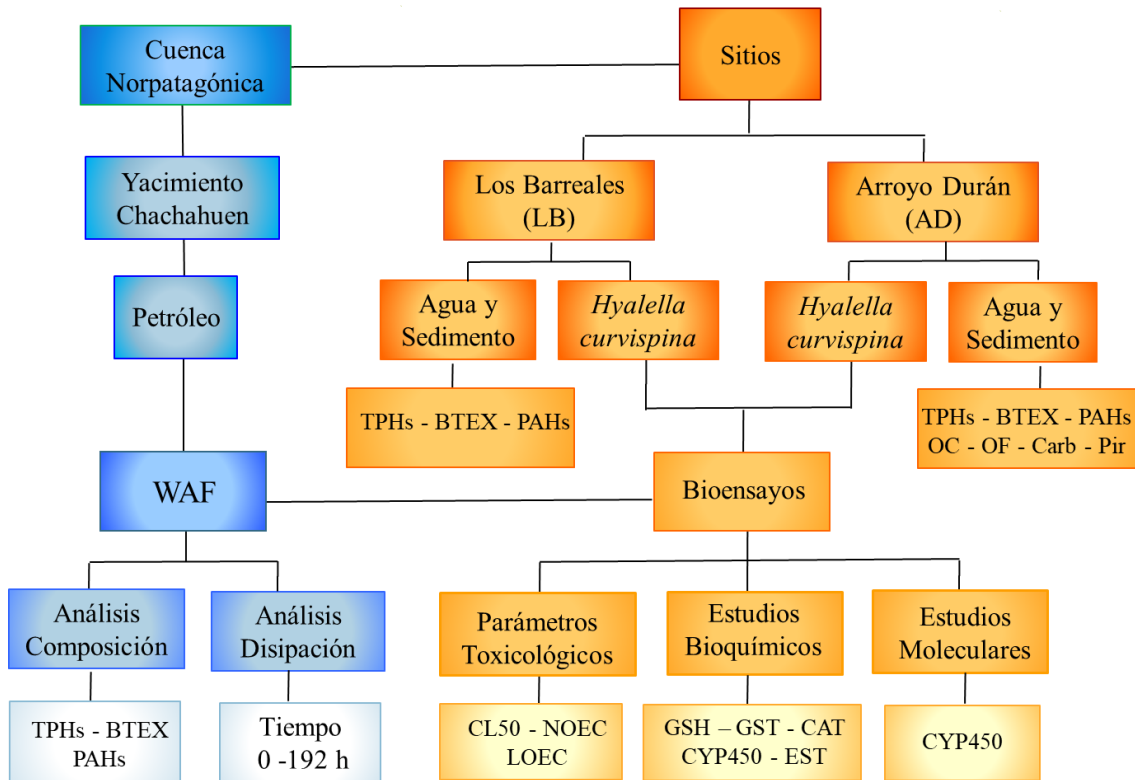 Cuenca
Norpatagónica
Sitios
Yacimiento
Chachahuen
Los Barreales
(LB)
Arroyo Durán
(AD)
Petróleo
Agua y
Sedimento
Hyalella
curvispina
Hyalella
curvispina
Agua y
Sedimento
TPHs - BTEX - PAHs
TPHs - BTEX - PAHs
OC - OF - Carb - Pir
WAF
Bioensayos
Análisis
Composición
Análisis
Disipación
Parámetros
Toxicológicos
Estudios
Bioquímicos
Estudios
Moleculares
TPHs - BTEX
PAHs
Tiempo
0 -192 h
CL50 - NOEC
LOEC
GSH – GST - CAT
CYP450 - EST
CYP450